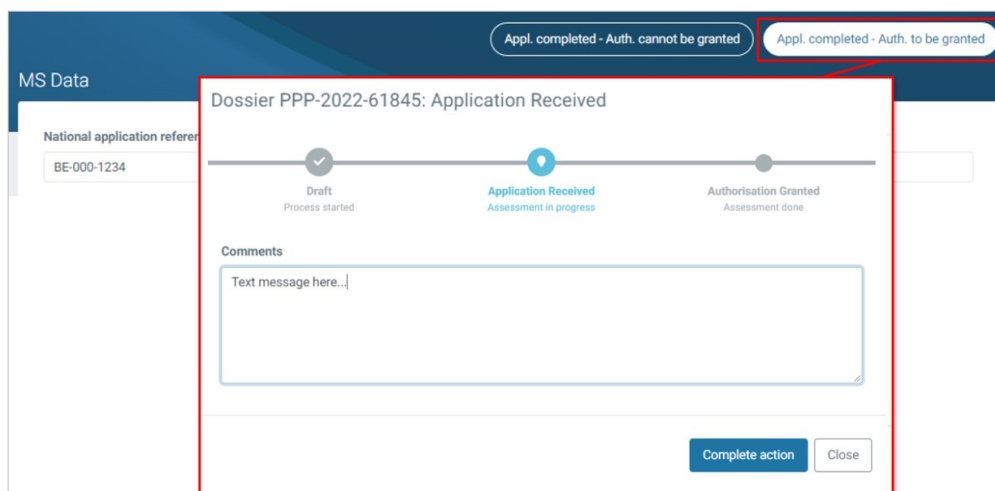 Appl. completed - Auth. cannot be granted
Appl. completed - Auth. to be granted
MS Data
National application referen
BE-000-1234
Dossier PPP-2022-61845: Application Received
Draft
Process started
Application Received
Assessment in progress
Authorisation Granted
Assessment done
Comments
Text message here...
Complete action
Close